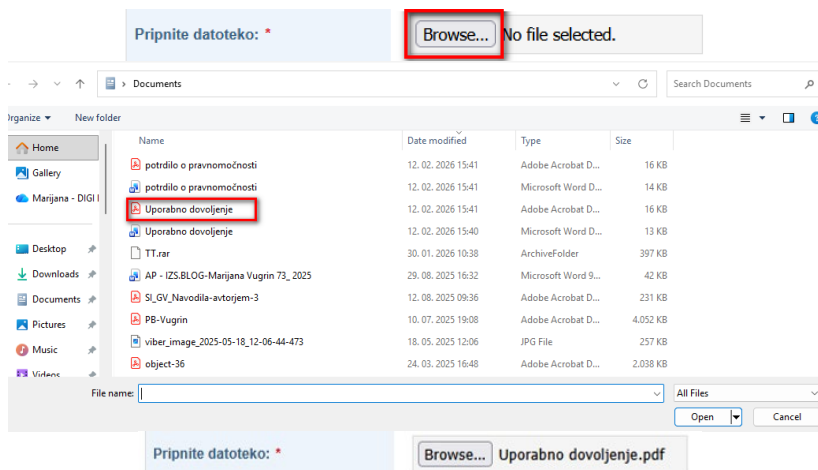 Pripnite datoteko: * Browse... No file selected.
Documents Search Documents
Organize New folder
Name Date modified Type Size
Home
Gallery
Marijana - DIGI
Desktop
Downloads
Documents
Pictures
Music
Videos
potrdilo o pravnomočnosti 12. 02. 2026 15:41 Adobe Acrobat D... 16 KB
potrdilo o pravnomočnosti 12. 02. 2026 15:41 Microsoft Word D... 14 KB
Uporabno dovoljenje 12. 02. 2026 15:41 Adobe Acrobat D... 16 KB
Uporabno dovoljenje 12. 02. 2026 15:40 Microsoft Word D... 13 KB
TT.rar 30. 01. 2026 10:38 ArchiveFolder 397 KB
AP - IZS.BLOG-Marijana Vugrin 73_ 2025 29. 08. 2025 16:32 Microsoft Word 9... 42 KB
SI_GV_Navodila-avtorjem-3 12. 08. 2025 09:36 Adobe Acrobat D... 231 KB
PB-Vugrin 10. 07. 2025 19:08 Adobe Acrobat D... 4.052 KB
viber_image_2025-05-18_12-06-44-473 18. 05. 2025 12:06 JPG File 257 KB
object-36 24. 03. 2025 16:48 Adobe Acrobat D... 2.038 KB
File name: All Files
Open Cancel
Pripnite datoteko: * Browse... Uporabno dovoljenje.pdf